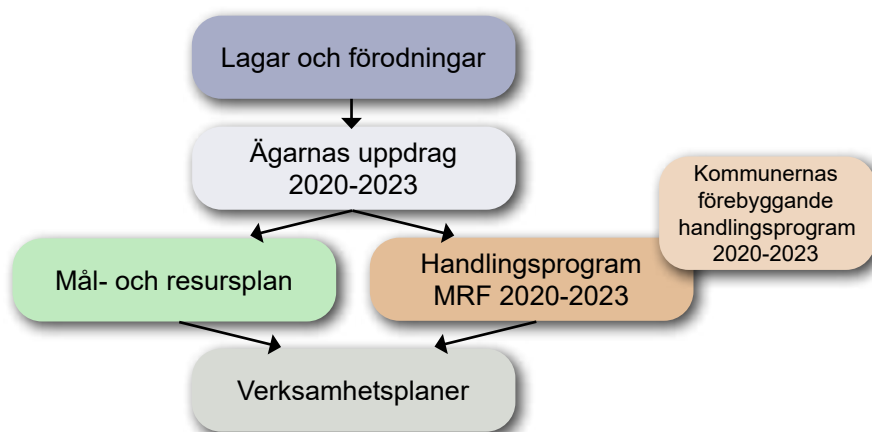 Lagar och förodningar
Ägarnas uppdrag
2020-2023
Kommunernas
förebyggande
handlingsprogram
2020-2023
Mål- och resursplan
Handlingsprogram
MRF 2020-2023
Verksamhetsplaner